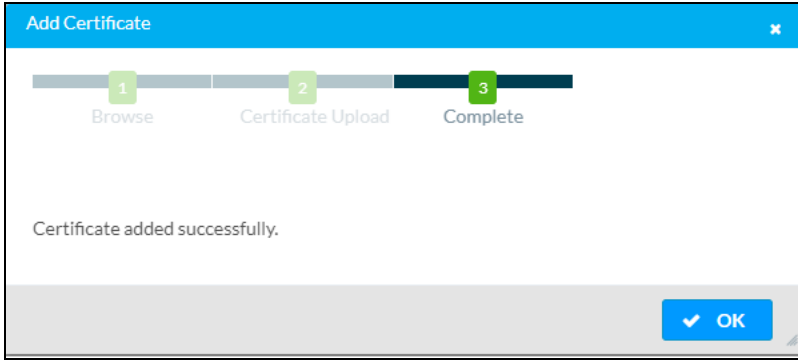 Add Certificate
1 2 3
Browse Certificate Upload Complete
Certificate added successfully.
OK